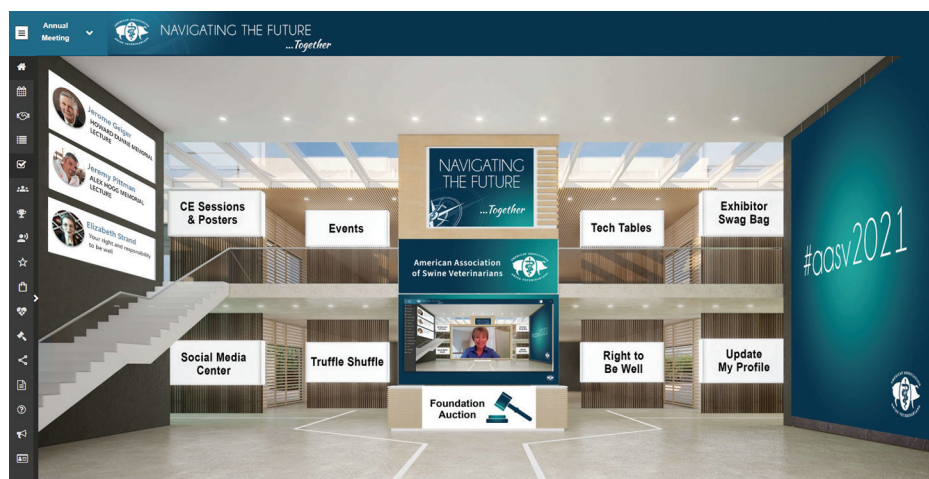 Annual
Meeting
NAVIGATING THE FUTURE
...Together
Jerome Geiger
HOWARD DUNNE MEMORIAL
LECTURE
Jeremy Pittman
ALEX HOGG MEMORIAL
LECTURE
Elizabeth Strand
Your right and responsibility
to be well
CE Sessions
& Posters
Events
NAVIGATING
THE FUTURE
...Together
Tech Tables
Exhibitor
Swag Bag
American Association
of Swine Veterinarians
#aasv2021
#aasv2021
Social Media
Center
Truffle Shuffle
Right to
Be Well
Update
My Profile
Foundation
Auction